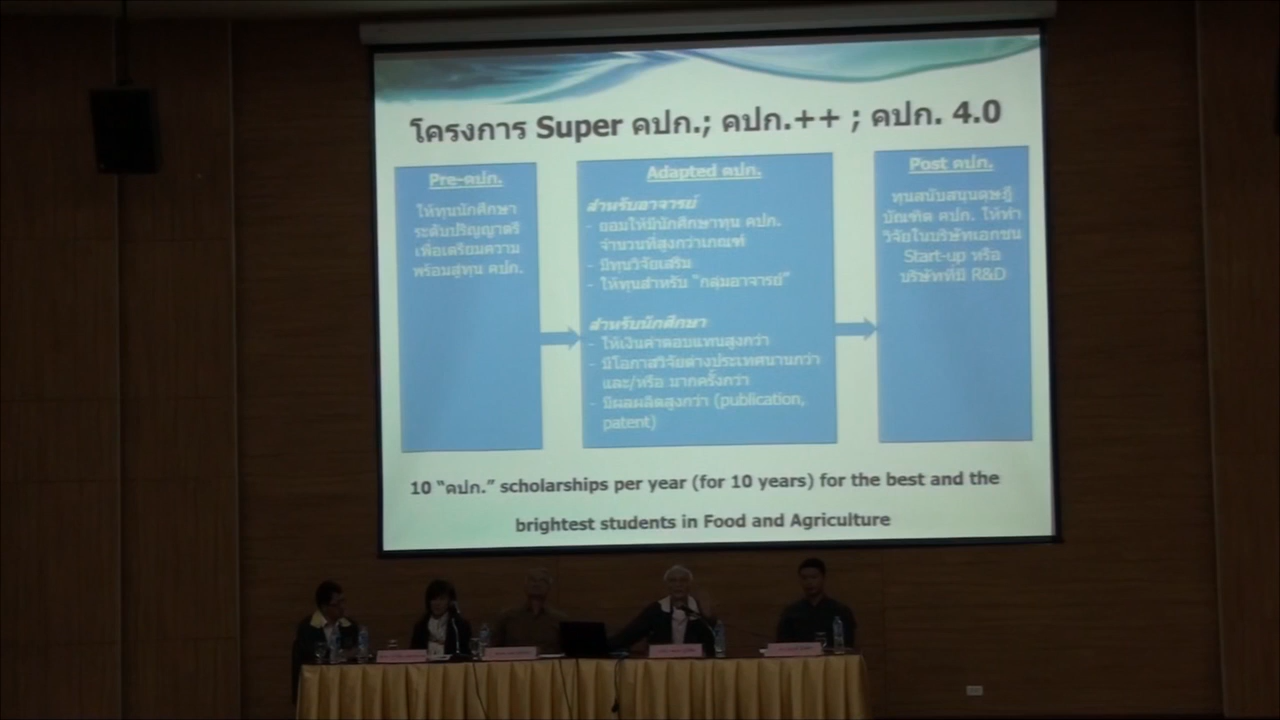 โครงการ Super คปก.; คปก.++ ; คปก. 4.0
Pre-คปก.
ให้ทุนนักศึกษา
ระดับปริญญาตรี
เพื่อเตรียมความ
พร้อมสู่ทุน คปก.
Adapted คปก.
สำหรับอาจารย์
- ยอมให้มีนักศึกษาทุน คปก.
จำนวนที่สูงกว่าเกณฑ์
- มีทุนวิจัยเสริม
- ให้ทุนสำหรับ "กลุ่มอาจารย์"
สำหรับนักศึกษา
- ให้เงินค่าตอบแทนสูงกว่า
- มีโอกาสวิจัยต่างประเทศนานกว่า
และ/หรือ มากครั้งกว่า
- มีผลผลิตสูงกว่า (publication,
patent)
Post คปก.
ทุนสนับสนุนดุษฎี
บัณฑิต คปก. ให้ทำ
วิจัยในบริษัทเอกชน
Start-up หรือ
บริษัทที่มี R&D
10 "คปก." scholarships per year (for 10 years) for the best and the
brightest students in Food and Agriculture